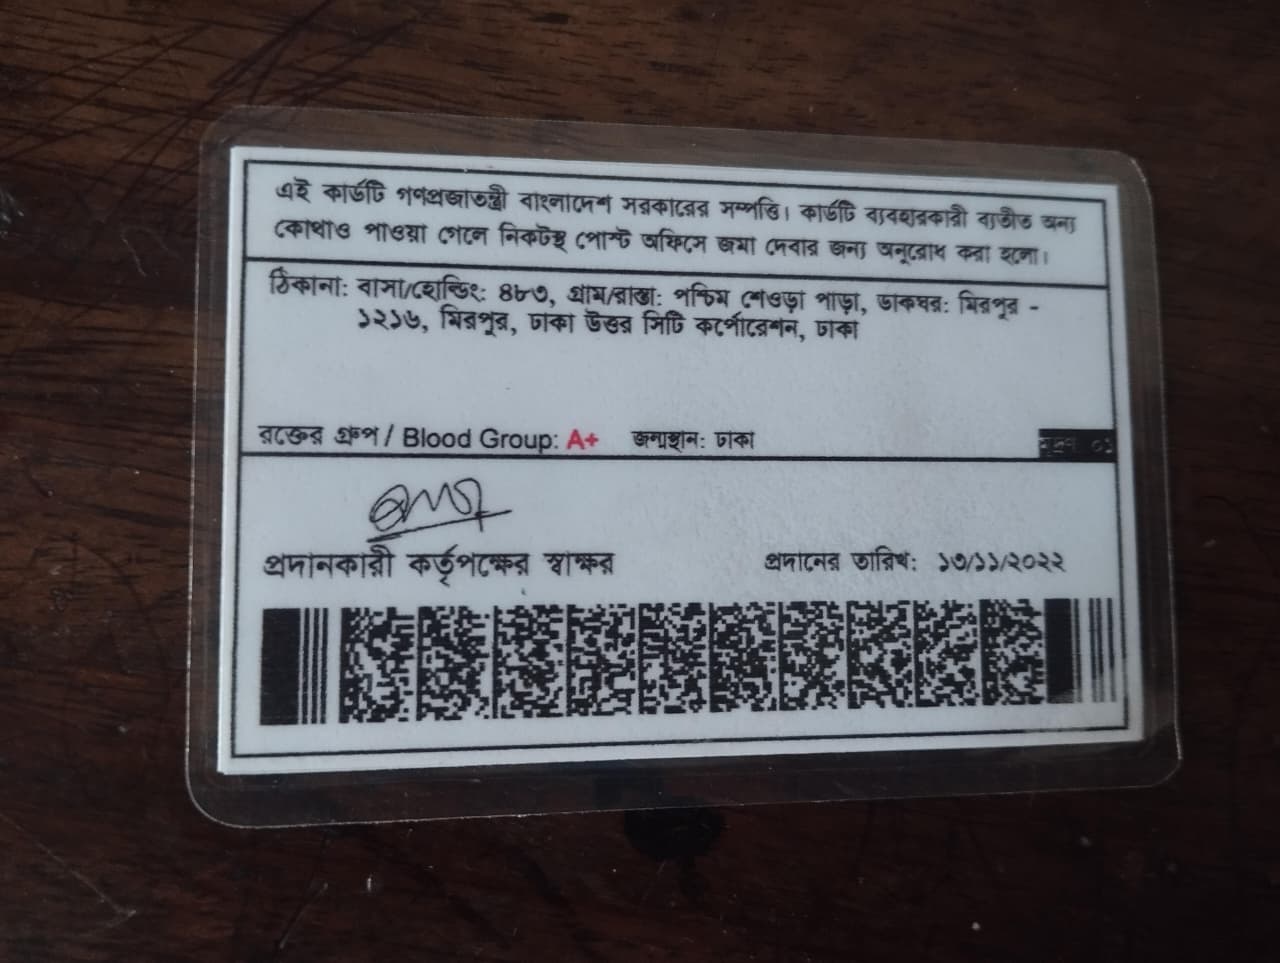 এই কার্ডটি গণপ্রজাতন্ত্রী বাংলাদেশ সরকারের সম্পত্তি। কার্ডটি ব্যবহারকারী ব্যতীত অন্য
কোথাও পাওয়া গেলে নিকটস্থ পোস্ট অফিসে জমা দেবার জন্য অনুরোধ করা হলো।
ঠিকানা: বাসা/হোল্ডিং: ৪৮৩, গ্রাম/রাস্তা: পশ্চিম শেওড়া পাড়া, ডাকঘর: মিরপুর -
১২১৬, মিরপুর, ঢাকা উত্তর সিটি কর্পোরেশন, ঢাকা
রক্তের গ্রুপ / Blood Group: A+ জন্মস্থান: ঢাকা মুদ্রণ: ০১
প্রদানকারী কর্তৃপক্ষের স্বাক্ষর প্রদানের তারিখ: ১৩/১১/২০২২